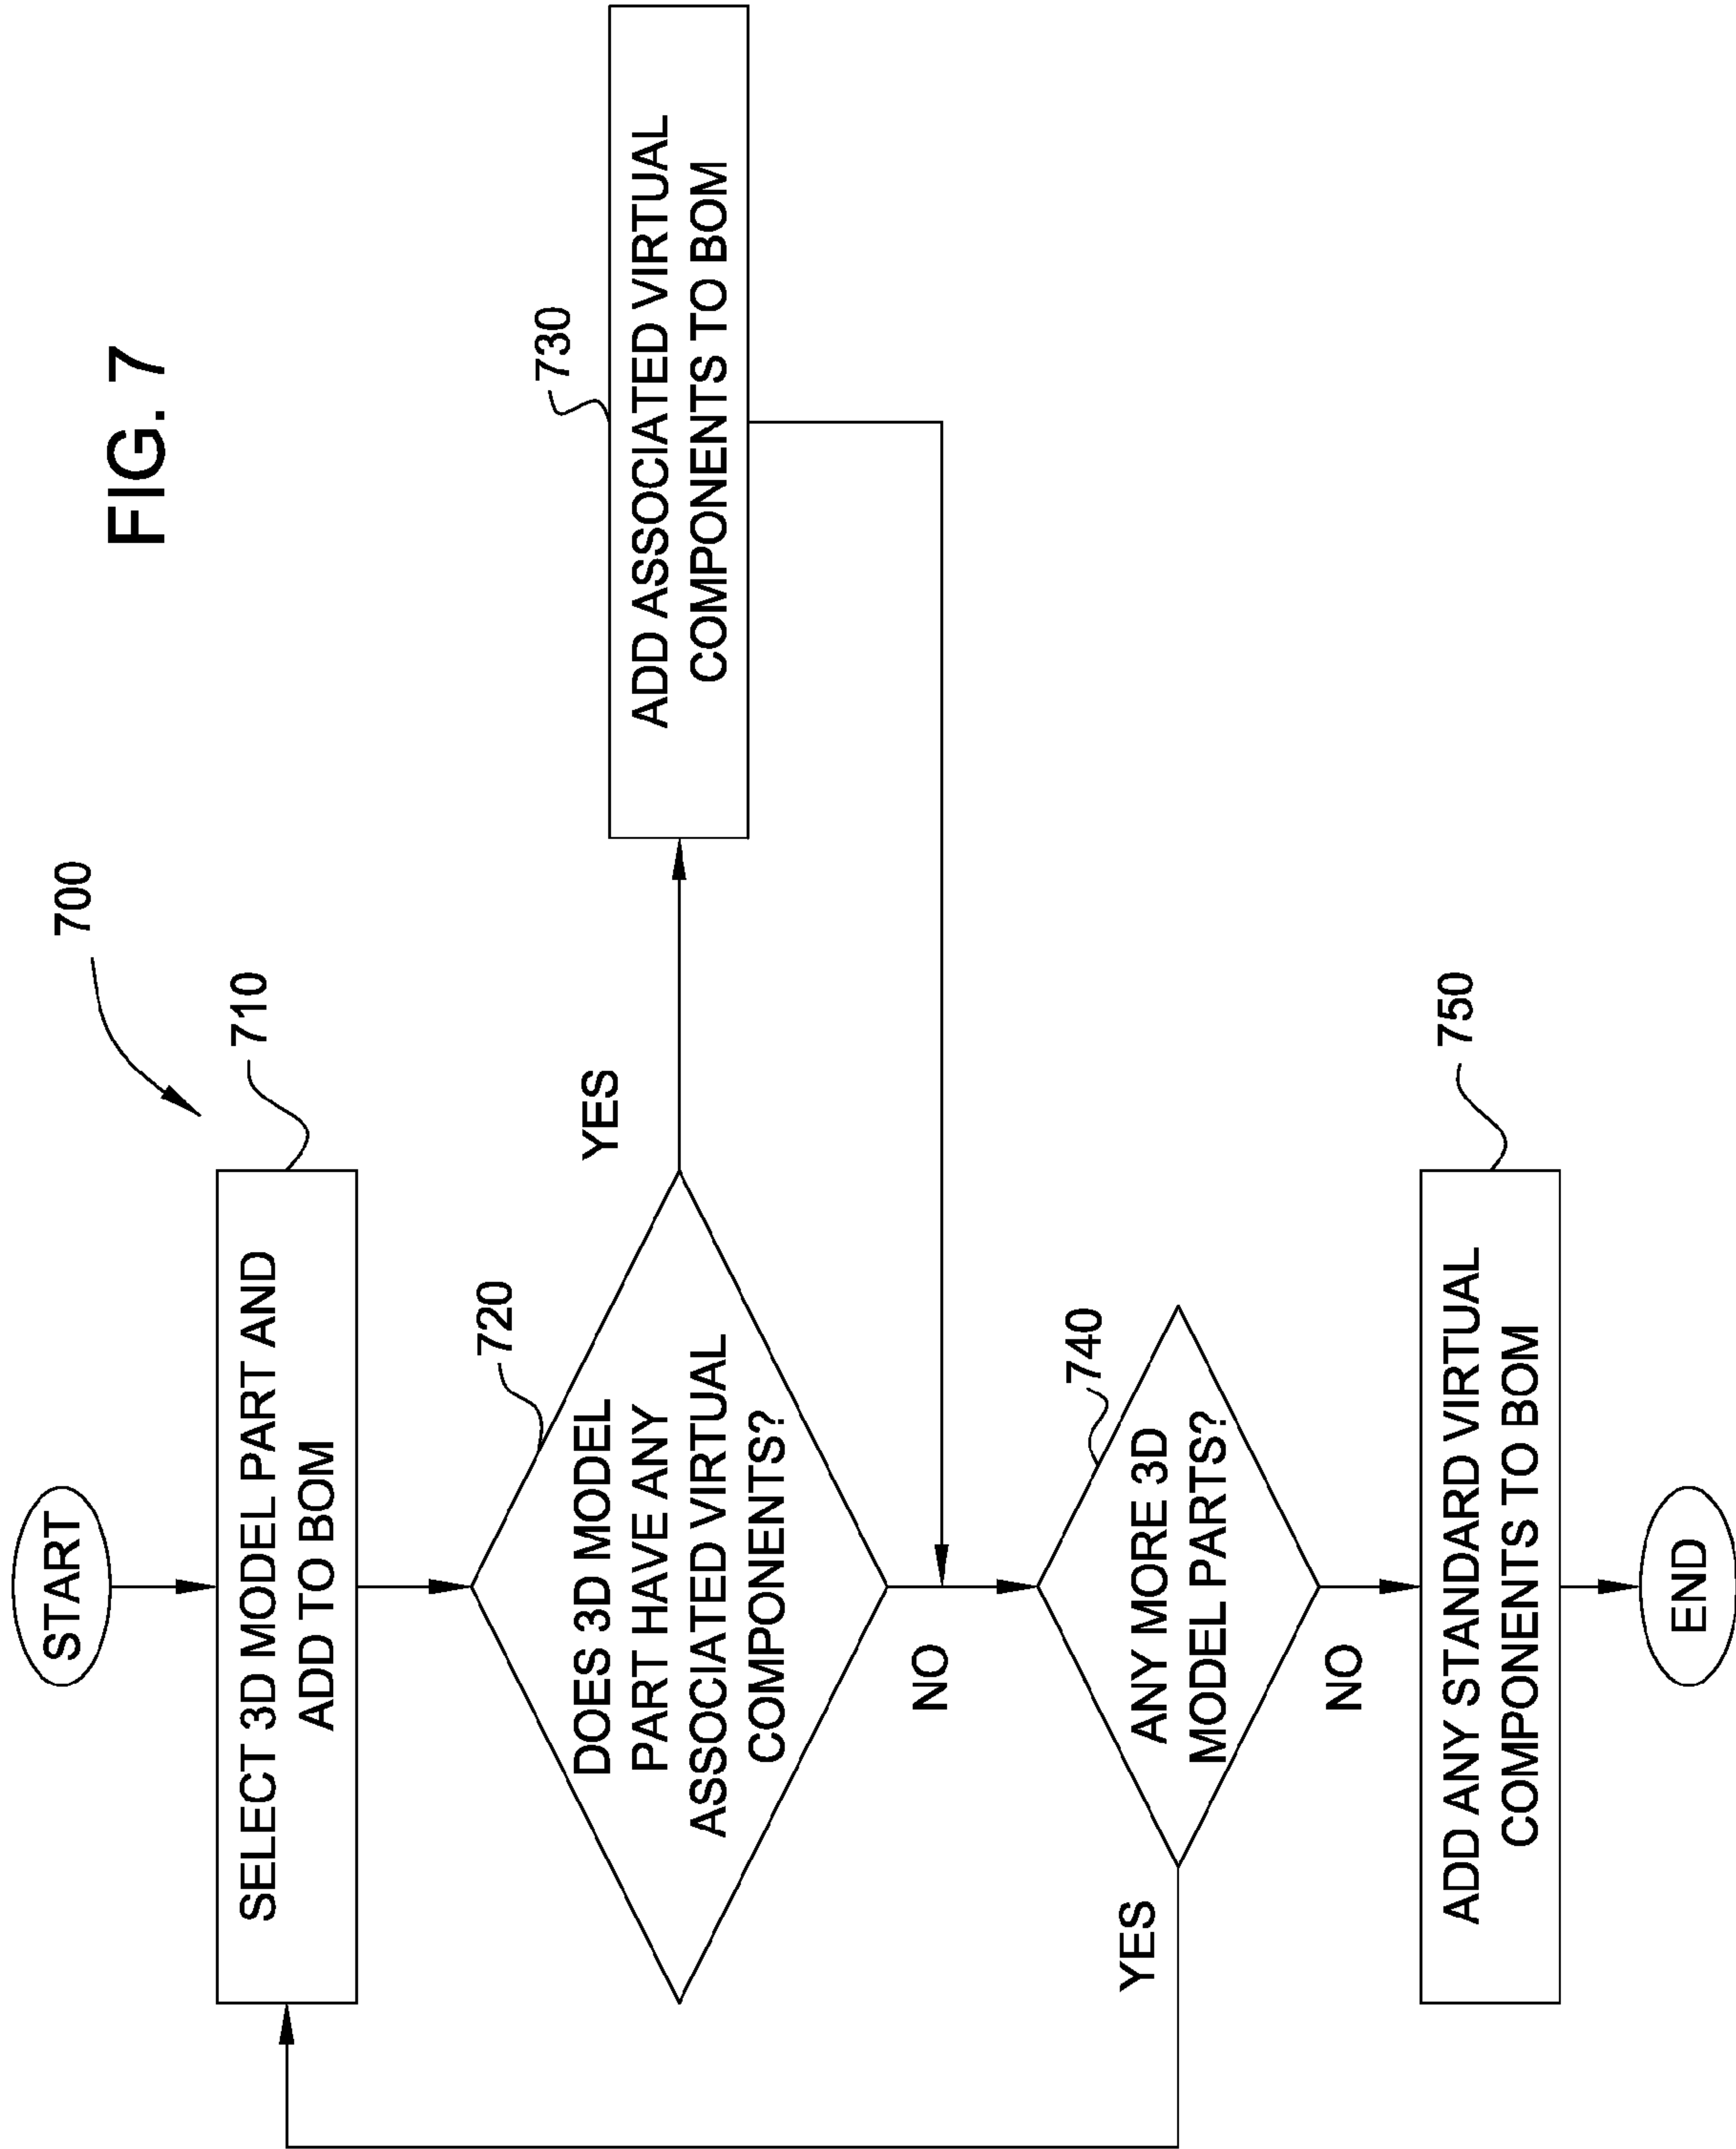 FIG. 7
700
START
710
SELECT 3D MODEL PART AND
ADD TO BOM
720
DOES 3D MODEL
PART HAVE ANY
ASSOCIATED VIRTUAL
COMPONENTS?
YES
730
ADD ASSOCIATED VIRTUAL
COMPONENTS TO BOM
NO
740
ANY MORE 3D
MODEL PARTS?
YES
NO
750
ADD ANY STANDARD VIRTUAL
COMPONENTS TO BOM
END